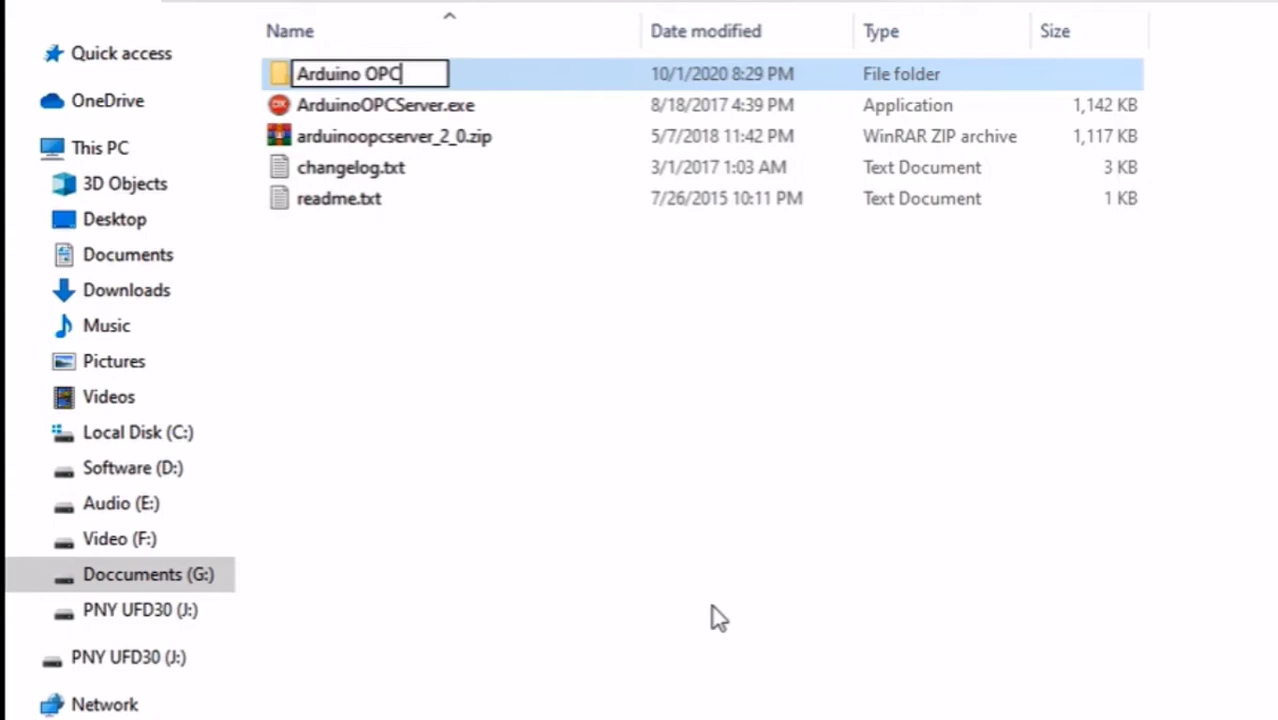 Name Date modified Type Size
Quick access
OneDrive
This PC
3D Objects
Desktop
Documents
Downloads
Music
Pictures
Videos
Local Disk (C:)
Software (D:)
Audio (E:)
Video (F:)
Doccuments (G:)
PNY UFD30 (J:)
PNY UFD30 (J:)
Network
Arduino OPC 10/1/2020 8:29 PM File folder
ArduinoOPCServer.exe 8/18/2017 4:39 PM Application 1,142 KB
arduinoopcserver_2_0.zip 5/7/2018 11:42 PM WinRAR ZIP archive 1,117 KB
changelog.txt 3/1/2017 1:03 AM Text Document 3 KB
readme.txt 7/26/2015 10:11 PM Text Document 1 KB